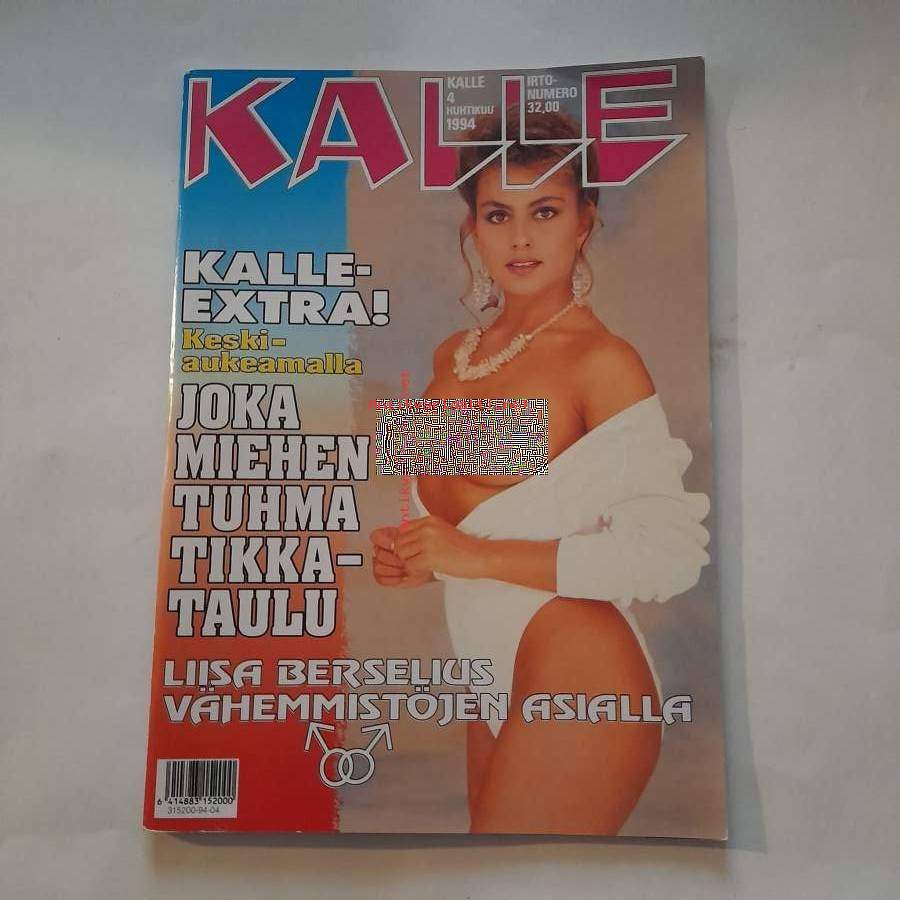 KALLE
KALLE
4
HUHTIKUU
1994
IRTO-
NUMERO
32,00
KALLE-
EXTRA!
Keski-
aukeamalla
JOKA
MIEHEN
TUHMA
TIKKA-
TAULU
LIISA BERSELIUS
VÄHEMMISTÖJEN ASIALLA
6 414883 152000
315200-94-04